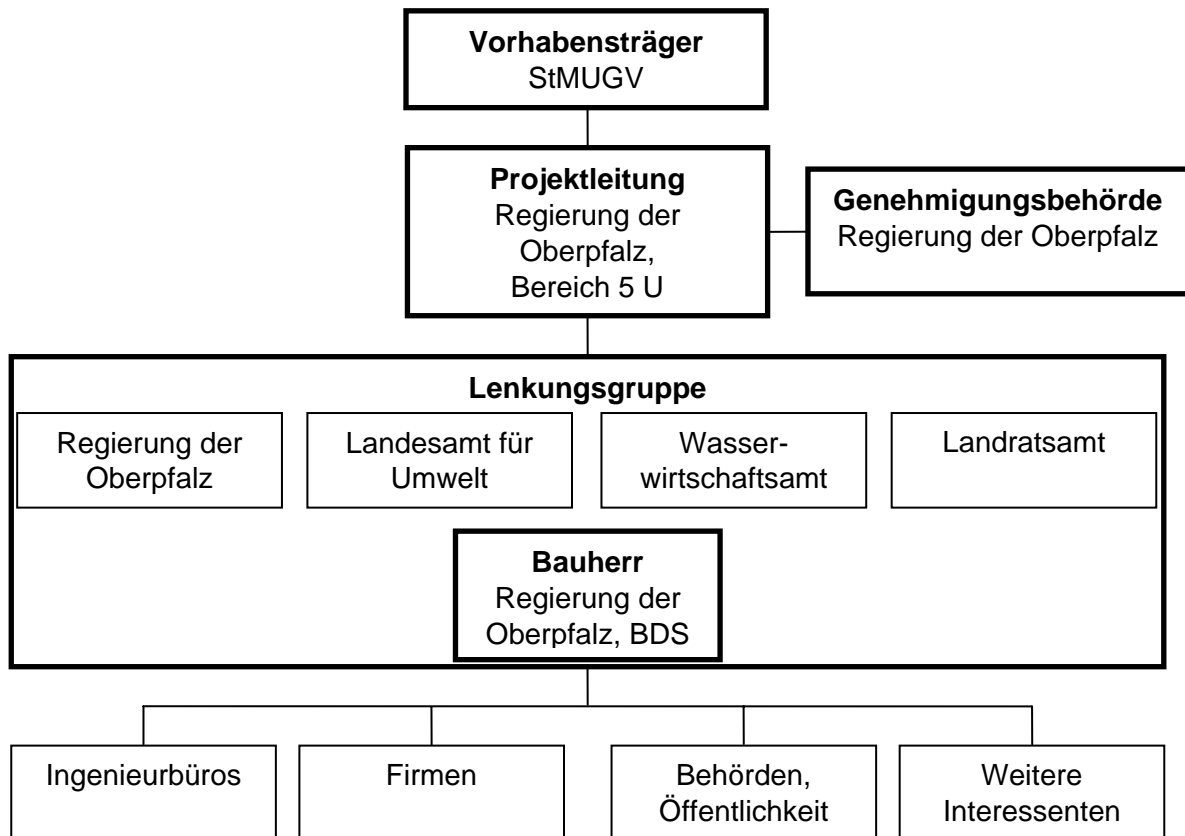 Vorhabensträger
StMUGV
Projektleitung
Regierung der
Oberpfalz,
Bereich 5 U
Genehmigungsbehörde
Regierung der Oberpfalz
Lenkungsgruppe
Regierung der
Oberpfalz
Landesamt für
Umwelt
Wasser-
wirtschaftsamt
Landratsamt
Bauherr
Regierung der
Oberpfalz, BDS
Ingenieurbüros
Firmen
Behörden,
Öffentlichkeit
Weitere
Interessenten